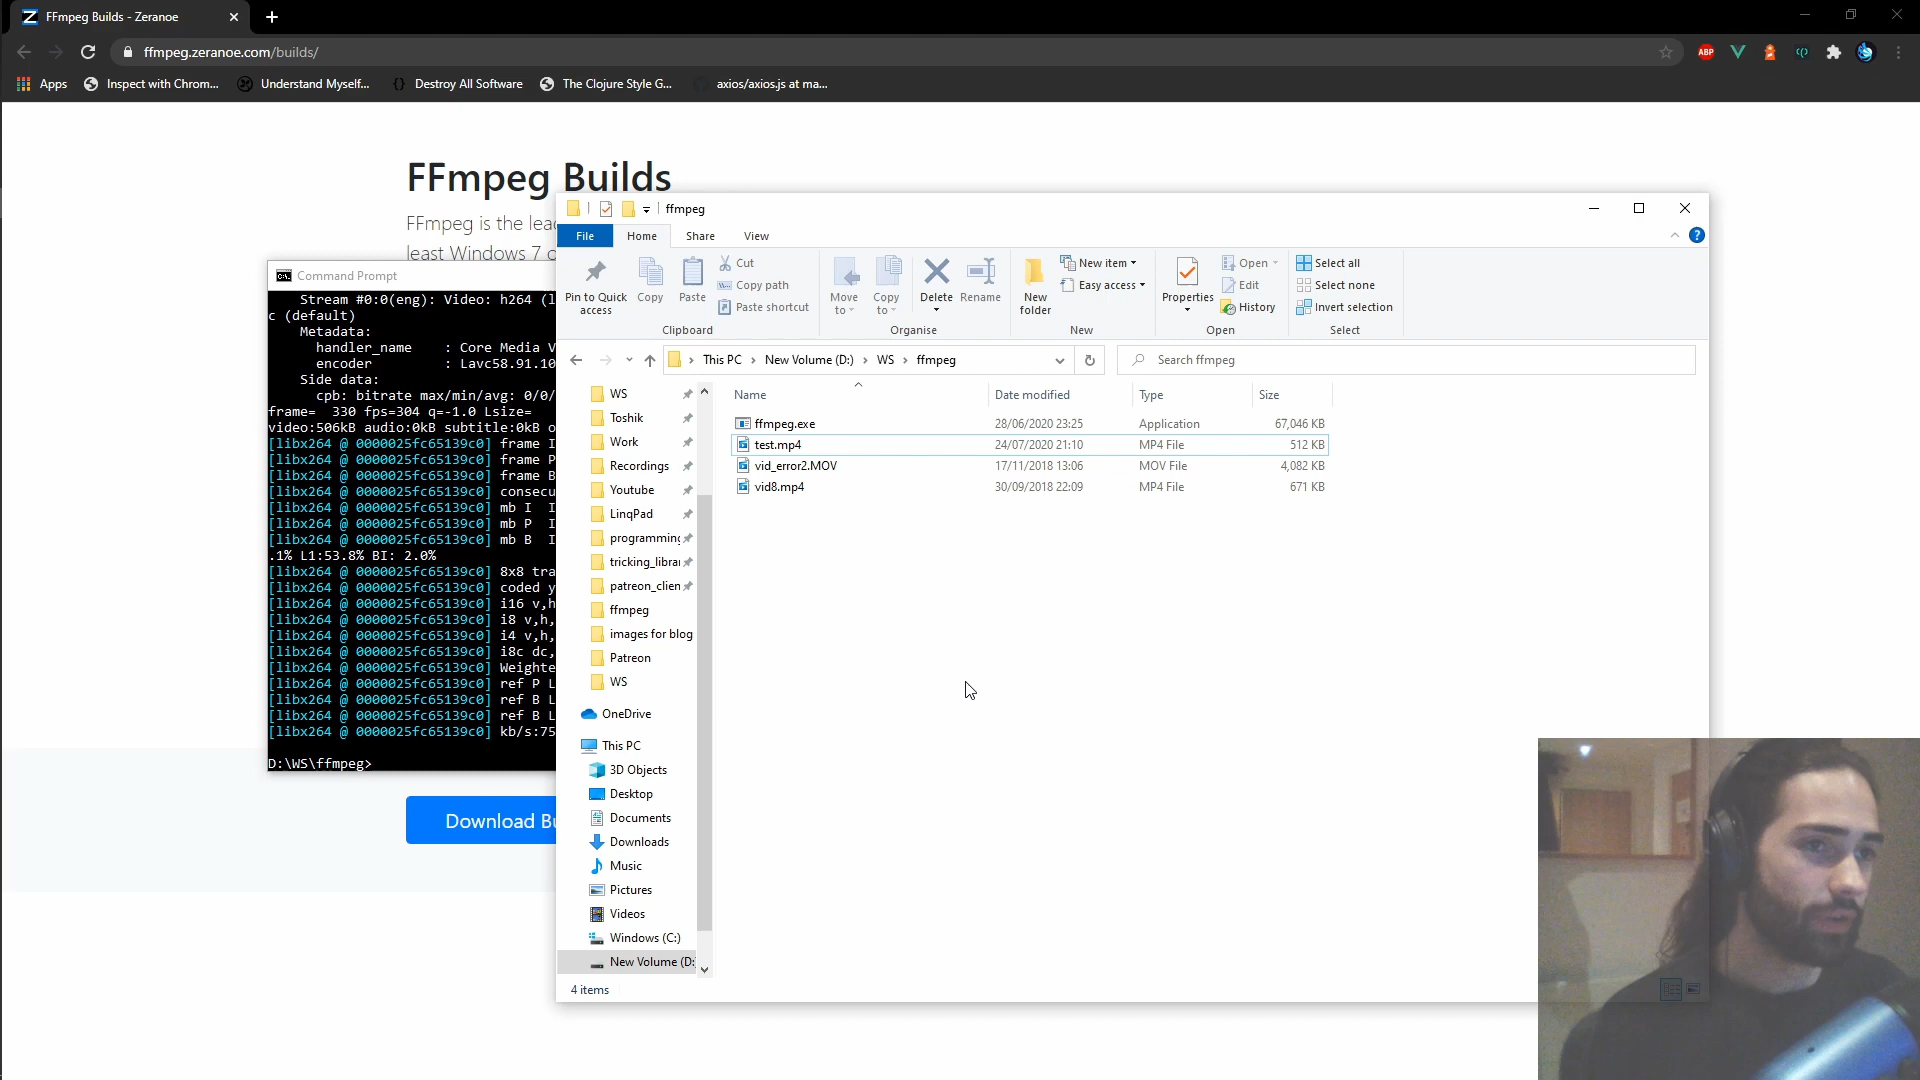 FFmpeg Builds - Zeranoe
ffmpeg.zeranoe.com/builds/
ABP
Apps
Inspect with Chrom...
Understand Myself...
Destroy All Software
The Clojure Style G...
axios/axios.js at ma...
FFmpeg Builds
FFmpeg is the lea
least Windows 7 o
Command Prompt
Stream #0:0(eng): Video: h264 (l
c (default)
Metadata:
handler_name : Core Media V
encoder : Lavc58.91.10
Side data:
cpb: bitrate max/min/avg: 0/0/
frame= 330 fps=304 q=-1.0 Lsize=
video:506kB audio:0kB subtitle:0kB o
[libx264 @ 0000025fc65139c0] frame I
[libx264 @ 0000025fc65139c0] frame P
[libx264 @ 0000025fc65139c0] frame B
[libx264 @ 0000025fc65139c0] consecu
[libx264 @ 0000025fc65139c0] mb I I
[libx264 @ 0000025fc65139c0] mb P I
[libx264 @ 0000025fc65139c0] mb B I
.1% L1:53.8% BI: 2.0%
[libx264 @ 0000025fc65139c0] 8x8 tra
[libx264 @ 0000025fc65139c0] coded y
[libx264 @ 0000025fc65139c0] i16 v,h
[libx264 @ 0000025fc65139c0] i8 v,h,
[libx264 @ 0000025fc65139c0] i4 v,h,
[libx264 @ 0000025fc65139c0] i8c dc,
[libx264 @ 0000025fc65139c0] Weighte
[libx264 @ 0000025fc65139c0] ref P L
[libx264 @ 0000025fc65139c0] ref B L
[libx264 @ 0000025fc65139c0] ref B L
[libx264 @ 0000025fc65139c0] kb/s:75
D:\WS\ffmpeg>
Download Bu
ffmpeg
File Home Share View
Pin to Quick access
Copy
Paste
Cut
Copy path
Paste shortcut
Clipboard
Move to
Copy to
Delete
Rename
Organise
New folder
New item
Easy access
New
Properties
Open
Edit
History
Open
Select all
Select none
Invert selection
Select
This PC > New Volume (D:) > WS > ffmpeg
Search ffmpeg
WS
Toshik
Work
Recordings
Youtube
LinqPad
programming
tricking_librar
patreon_clien
ffmpeg
images for blog
Patreon
WS
OneDrive
This PC
3D Objects
Desktop
Documents
Downloads
Music
Pictures
Videos
Windows (C:)
New Volume (D:
Name Date modified Type Size
ffmpeg.exe 28/06/2020 23:25 Application 67,046 KB
test.mp4 24/07/2020 21:10 MP4 File 512 KB
vid_error2.MOV 17/11/2018 13:06 MOV File 4,082 KB
vid8.mp4 30/09/2018 22:09 MP4 File 671 KB
4 items